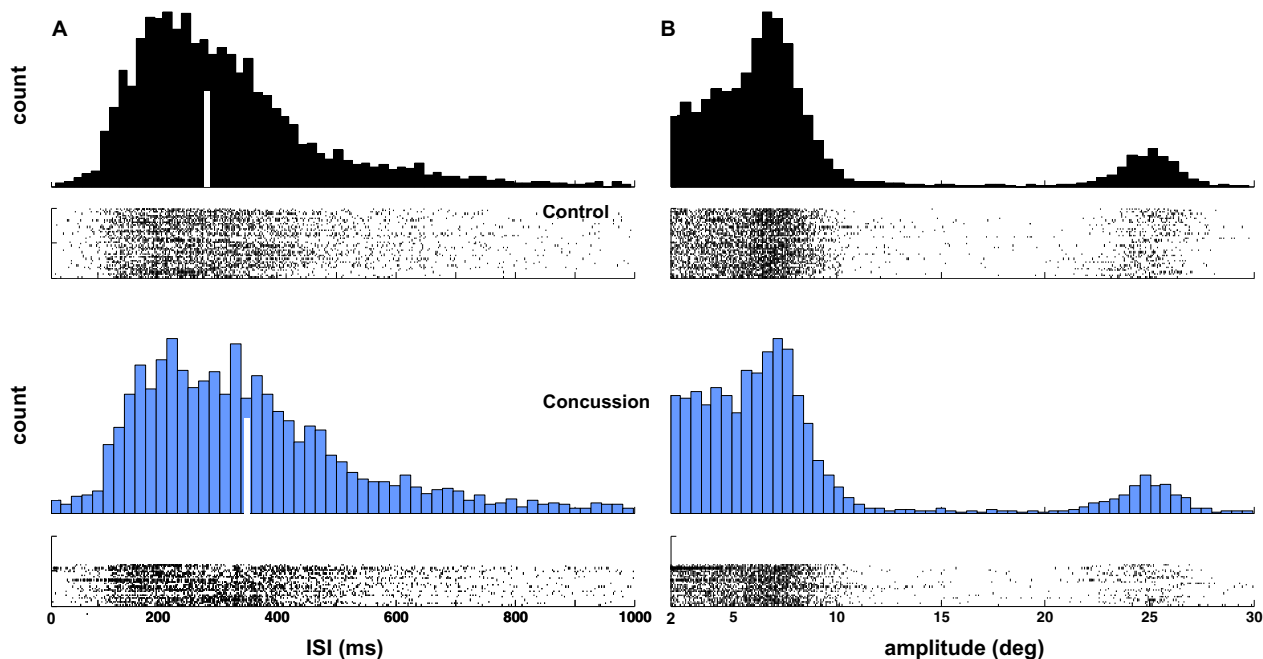 A
B
count
Control
count
Concussion
0 200 400 600 800 1000
2 5 10 15 20 25 30
ISI (ms)
amplitude (deg)